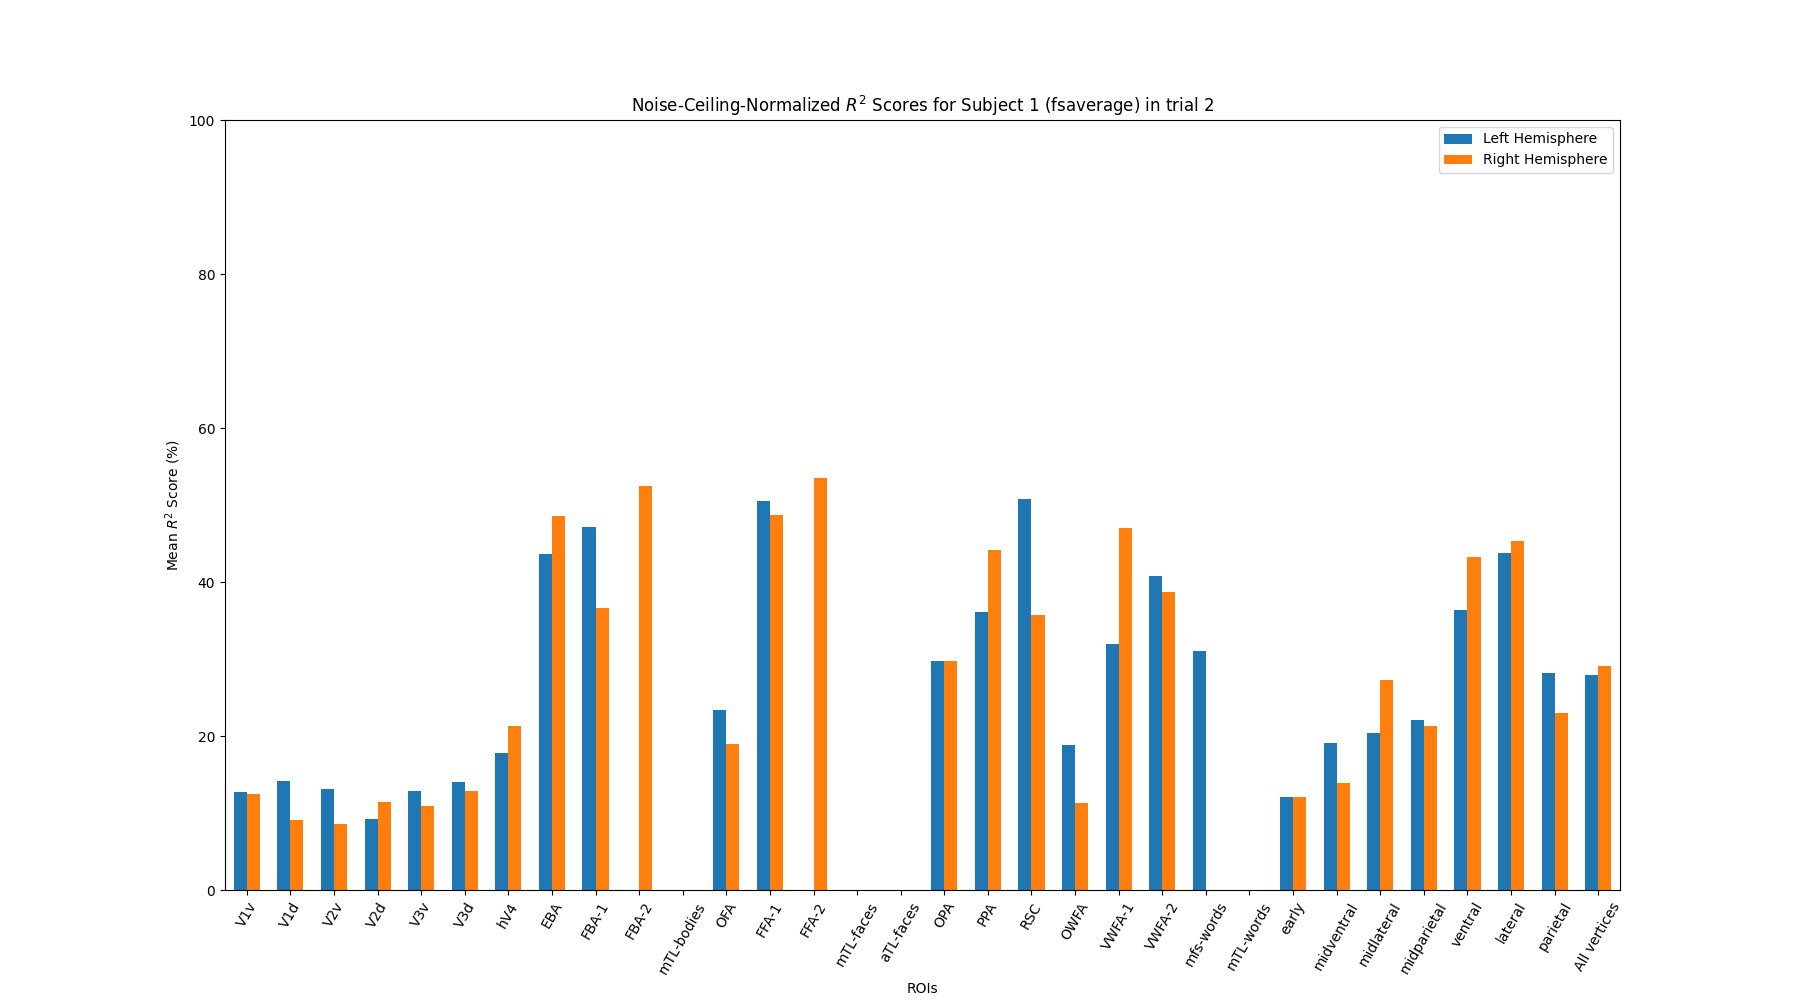 Noise-Ceiling-Normalized R² Scores for Subject 1 (fsaverage) in trial 2
Left Hemisphere
Right Hemisphere
Mean R² Score (%)
100
80
60
40
20
0
V1v
V1d
V2v
V2d
V3v
V3d
hV4
EBA
FBA-1
FBA-2
mTL-bodies
OFA
FFA-1
FFA-2
mTL-faces
aTL-faces
OPA
PPA
RSC
OWFA
VWFA-1
VWFA-2
mfs-words
mTL-words
early
midventral
midlateral
midparietal
ventral
lateral
parietal
All vertices
ROIs